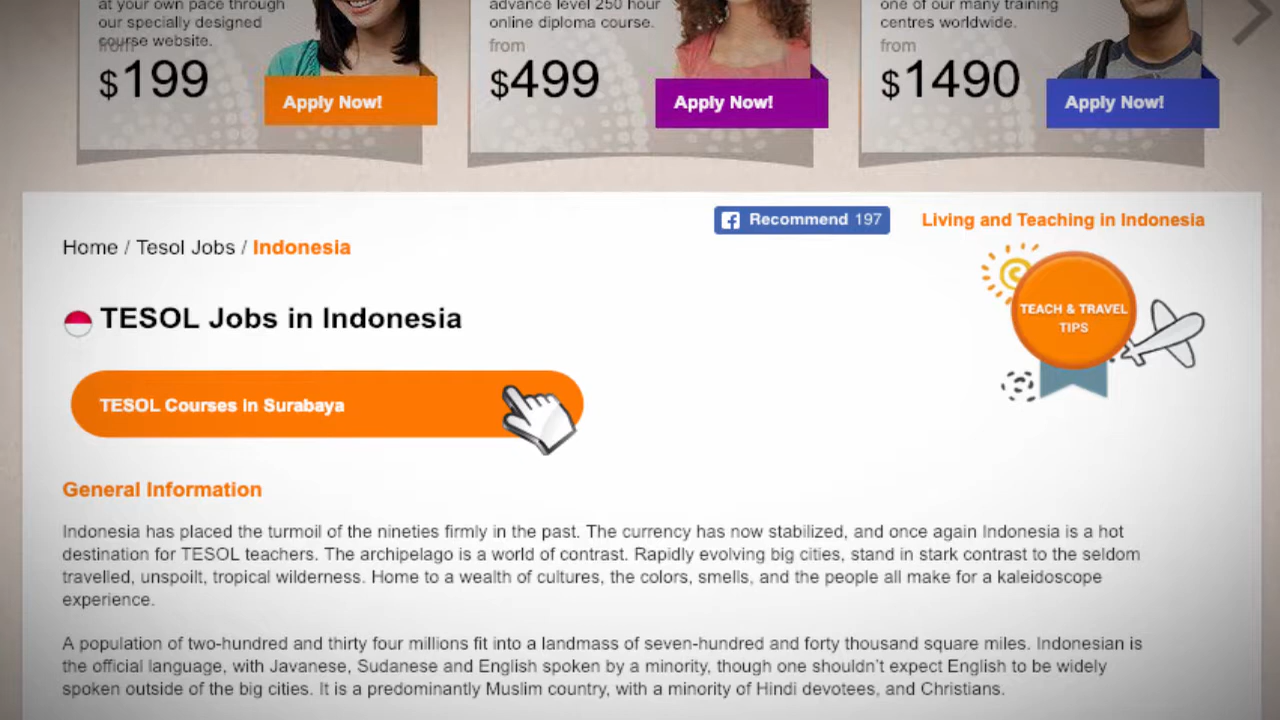 at your own pace through
our specially designed
course website.
from
$199
Apply Now!
advance level 250 hour
online diploma course.
from
$499
Apply Now!
one of our many training
centres worldwide.
from
$1490
Apply Now!
Recommend 197
Living and Teaching in Indonesia
Home / Tesol Jobs / Indonesia
TEACH & TRAVEL
TIPS
TESOL Jobs in Indonesia
TESOL Courses in Surabaya
General Information
Indonesia has placed the turmoil of the nineties firmly in the past. The currency has now stabilized, and once again Indonesia is a hot
destination for TESOL teachers. The archipelago is a world of contrast. Rapidly evolving big cities, stand in stark contrast to the seldom
travelled, unspoilt, tropical wilderness. Home to a wealth of cultures, the colors, smells, and the people all make for a kaleidoscope
experience.
A population of two-hundred and thirty four millions fit into a landmass of seven-hundred and forty thousand square miles. Indonesian is
the official language, with Javanese, Sudanese and English spoken by a minority, though one shouldn't expect English to be widely
spoken outside of the big cities. It is a predominantly Muslim country, with a minority of Hindi devotees, and Christians.